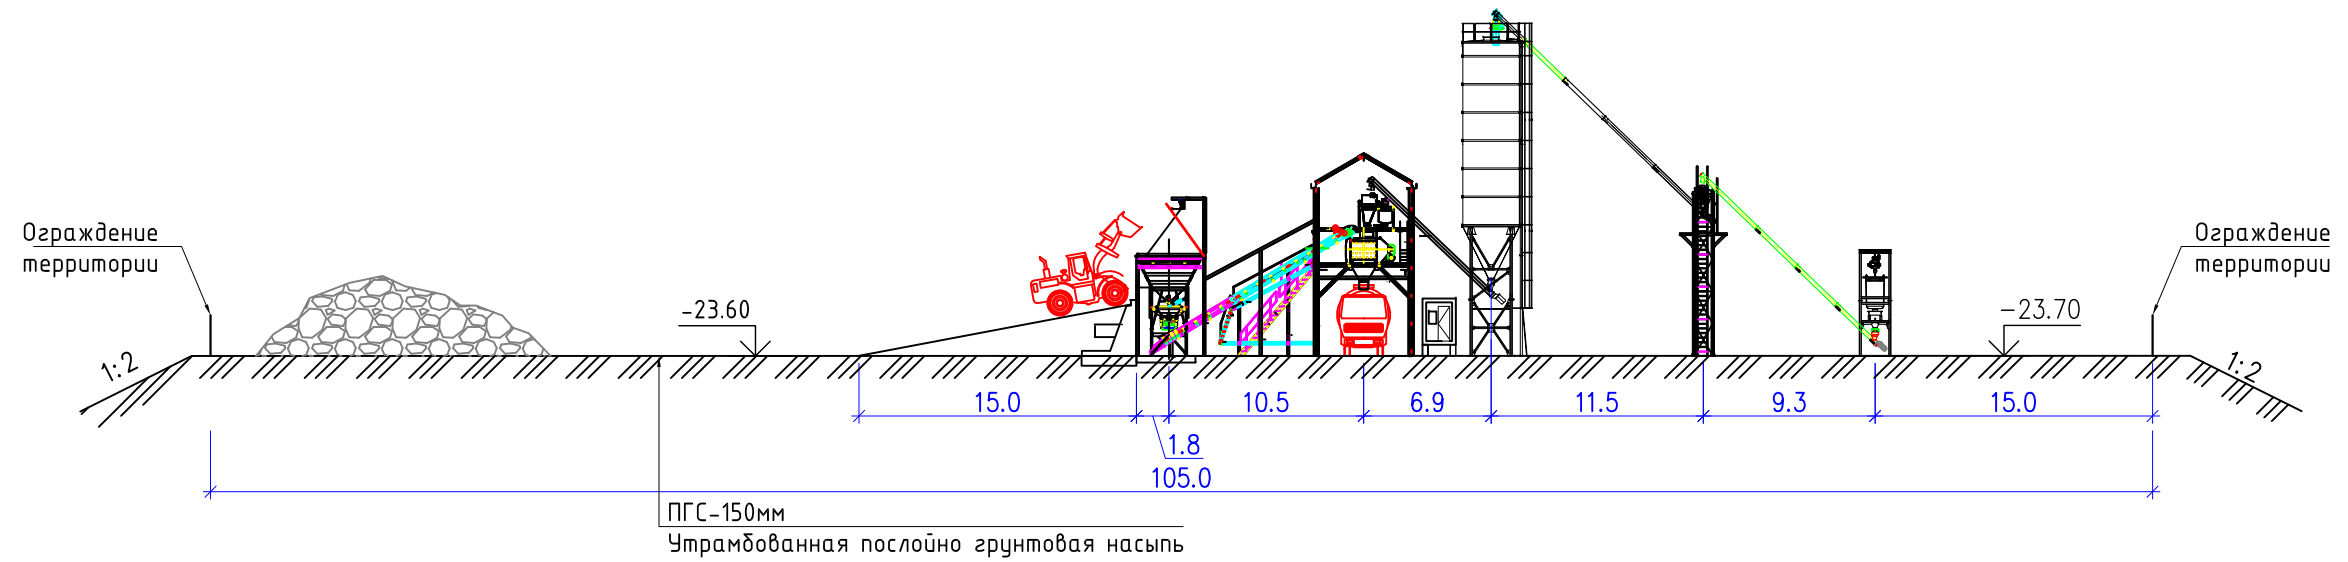 Ограждение
территории
1:2
-23.60
-23.70
Ограждение
территории
1:2
15.0
10.5
6.9
11.5
9.3
15.0
1.8
105.0
ПГС-150мм
Утрамбованная послойно грунтовая насыпь